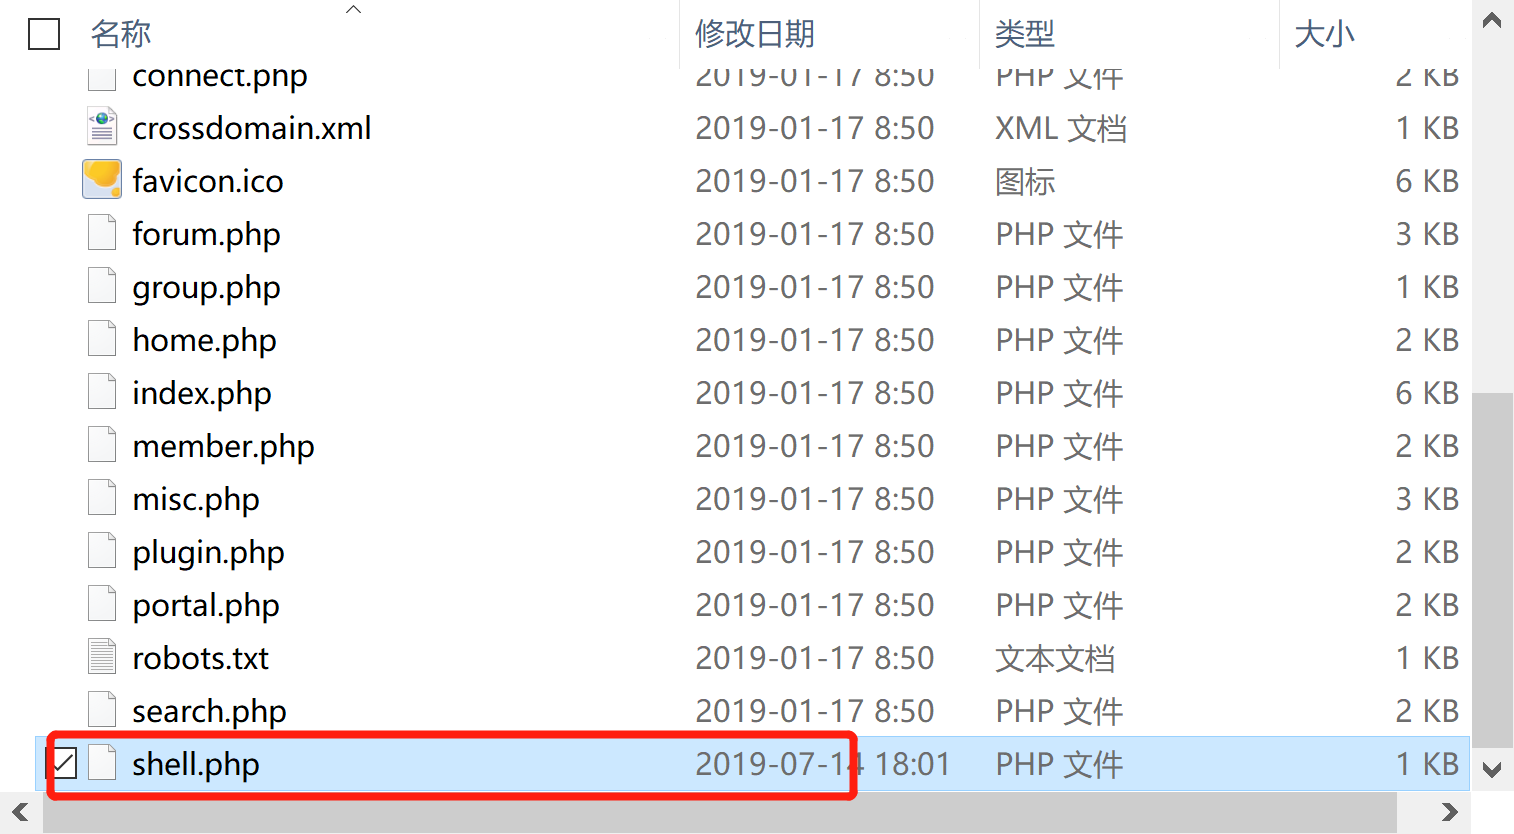 名称 修改日期 类型 大小
connect.php 2019-01-17 8:50 PHP 文件 2 KB
crossdomain.xml 2019-01-17 8:50 XML 文档 1 KB
favicon.ico 2019-01-17 8:50 图标 6 KB
forum.php 2019-01-17 8:50 PHP 文件 3 KB
group.php 2019-01-17 8:50 PHP 文件 1 KB
home.php 2019-01-17 8:50 PHP 文件 2 KB
index.php 2019-01-17 8:50 PHP 文件 6 KB
member.php 2019-01-17 8:50 PHP 文件 2 KB
misc.php 2019-01-17 8:50 PHP 文件 3 KB
plugin.php 2019-01-17 8:50 PHP 文件 2 KB
portal.php 2019-01-17 8:50 PHP 文件 2 KB
robots.txt 2019-01-17 8:50 文本文档 1 KB
search.php 2019-01-17 8:50 PHP 文件 2 KB
shell.php 2019-07-14 18:01 PHP 文件 1 KB